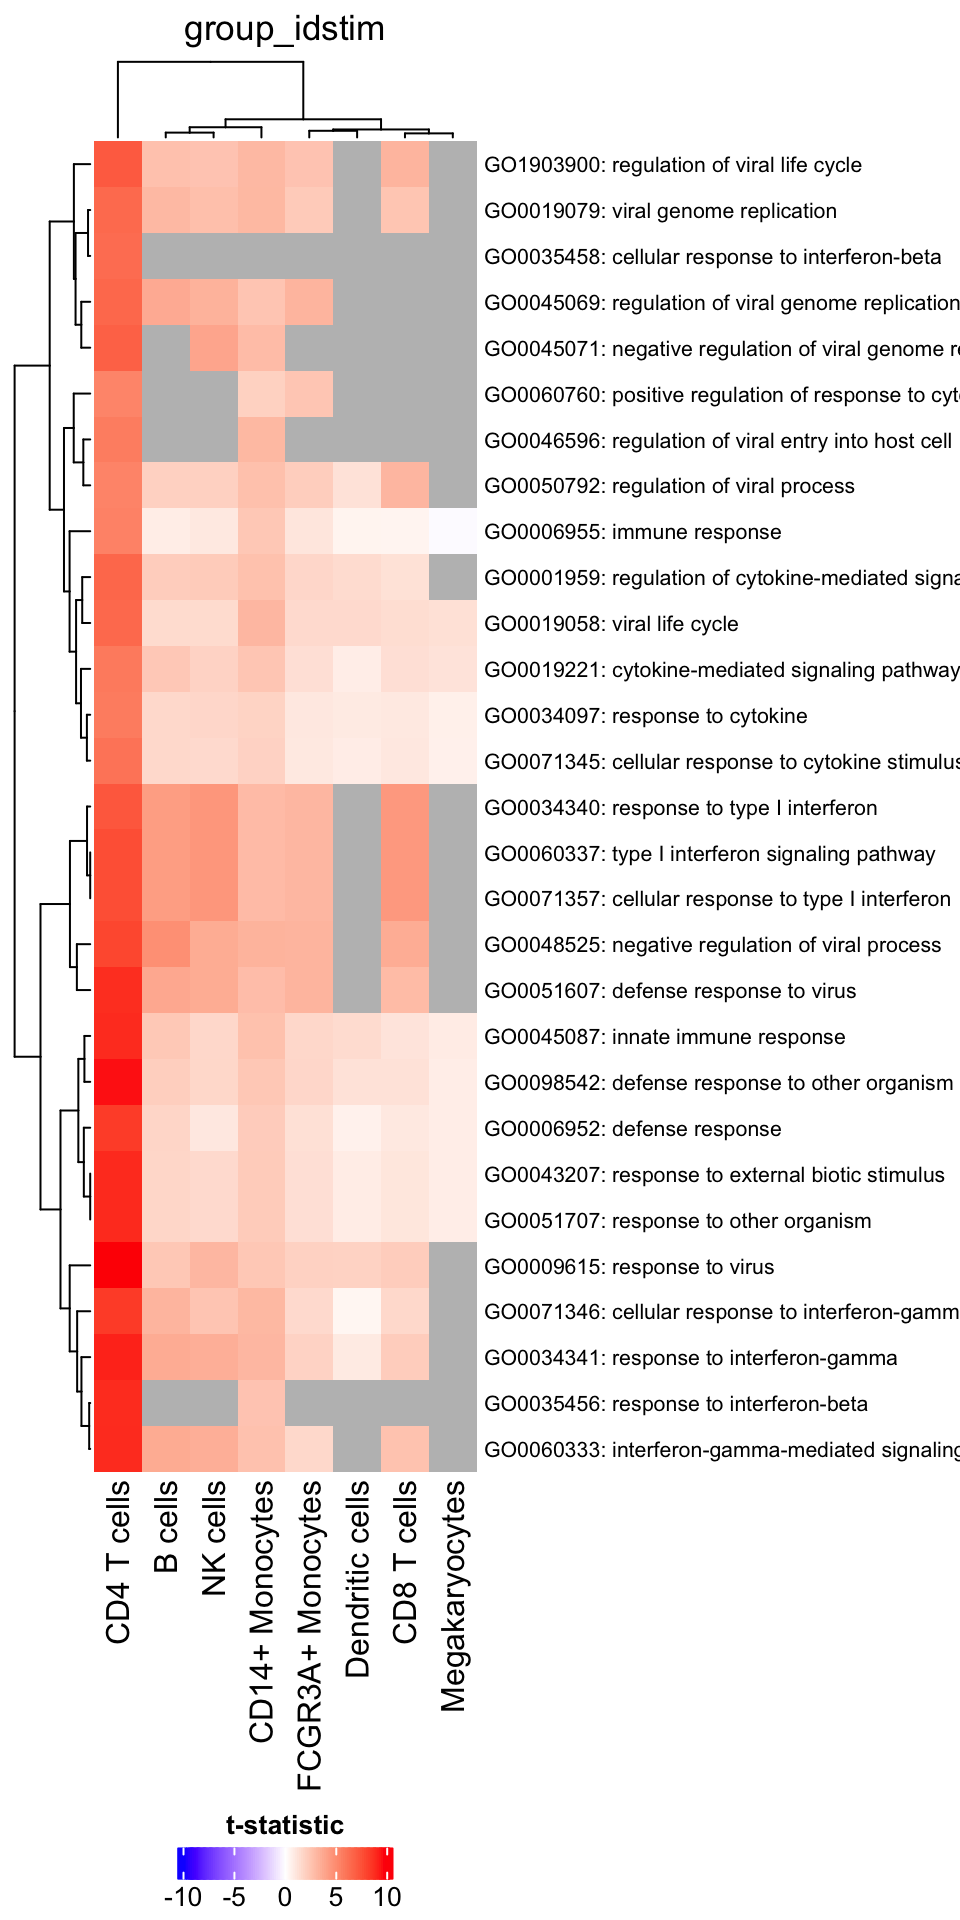 group_idstim
GO1903900: regulation of viral life cycle
GO0019079: viral genome replication
GO0035458: cellular response to interferon-beta
GO0045069: regulation of viral genome replication
GO0045071: negative regulation of viral genome re
GO0060760: positive regulation of response to cyt
GO0046596: regulation of viral entry into host cell
GO0050792: regulation of viral process
GO0006955: immune response
GO0001959: regulation of cytokine-mediated signa
GO0019058: viral life cycle
GO0019221: cytokine-mediated signaling pathway
GO0034097: response to cytokine
GO0071345: cellular response to cytokine stimulus
GO0034340: response to type I interferon
GO0060337: type I interferon signaling pathway
GO0071357: cellular response to type I interferon
GO0048525: negative regulation of viral process
GO0051607: defense response to virus
GO0045087: innate immune response
GO0098542: defense response to other organism
GO0006952: defense response
GO0043207: response to external biotic stimulus
GO0051707: response to other organism
GO0009615: response to virus
GO0071346: cellular response to interferon-gamm
GO0034341: response to interferon-gamma
GO0035456: response to interferon-beta
GO0060333: interferon-gamma-mediated signaling
CD4 T cells
B cells
NK cells
CD14+ Monocytes
FCGR3A+ Monocytes
Dendritic cells
CD8 T cells
Megakaryocytes
t-statistic
-10 -5 0 5 10